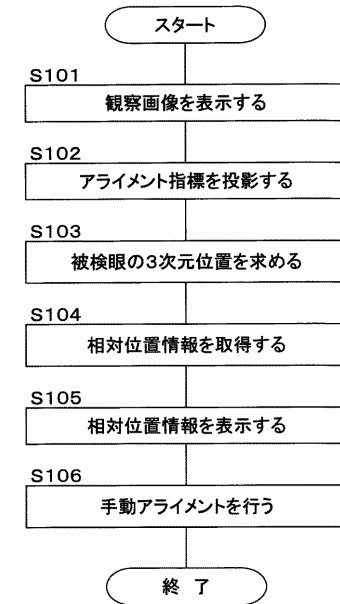 スタート
S101
観察画像を表示する
S102
アライメント指標を投影する
S103
被検眼の3次元位置を求める
S104
相対位置情報を取得する
S105
相対位置情報を表示する
S106
手動アライメントを行う
終 了